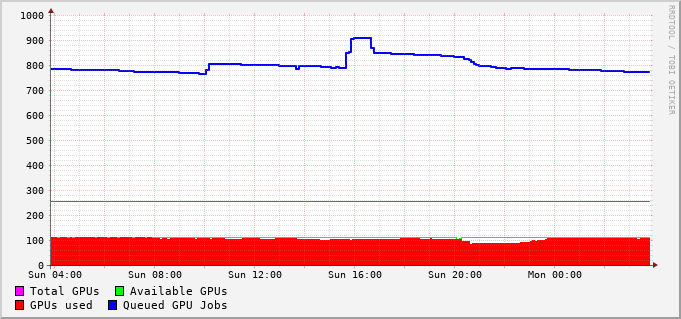 1000
900
800
700
600
500
400
300
200
100
0
Sun 04:00 Sun 08:00 Sun 12:00 Sun 16:00 Sun 20:00 Mon 00:00
Total GPUs Available GPUs
GPUs used Queued GPU Jobs
RRDTOOL / TOBI OETIKER